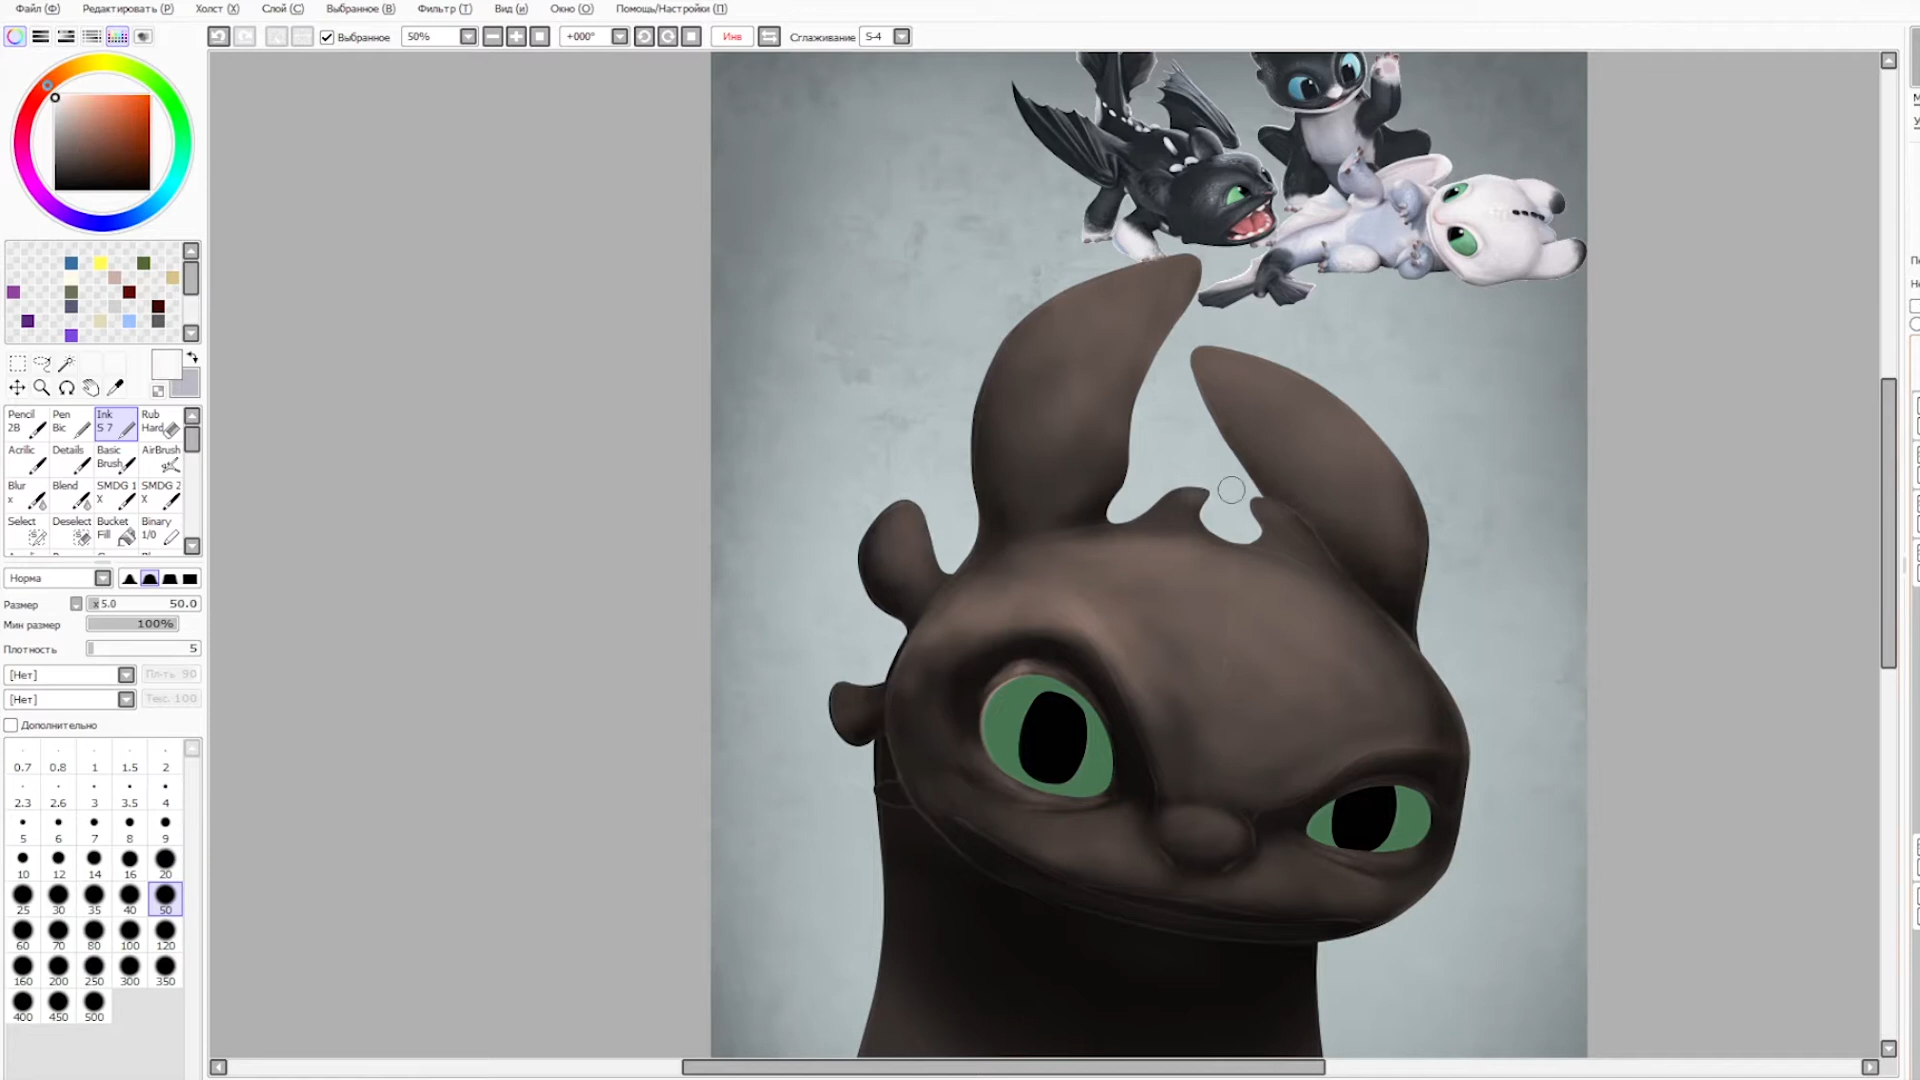 Файл (Ф) Редактировать (Р) Холст (Х) Слой (С) Выбранное (В) Фильтр (Т) Вид (и) Окно (О) Помощь/Настройки (П)
Выбранное 50% +000° Инв Сглаживание S-4
Pencil Pen Ink Rub
2B Bic S 7 Hard
Acrilic Details Basic AirBrush
Brush
Blur Blend SMDG 1 SMDG 2
x X X
Select Deselect Bucket Binary
Fill 1/0
Норма
Размер x 5.0 50.0
Мин размер 100%
Плотность 5
[Нет] Пл-ть. 90
[Нет] Текс. 100
Дополнительно
0.7 0.8 1 1.5 2
2.3 2.6 3 3.5 4
5 6 7 8 9
10 12 14 16 20
25 30 35 40 50
60 70 80 100 120
160 200 250 300 350
400 450 500